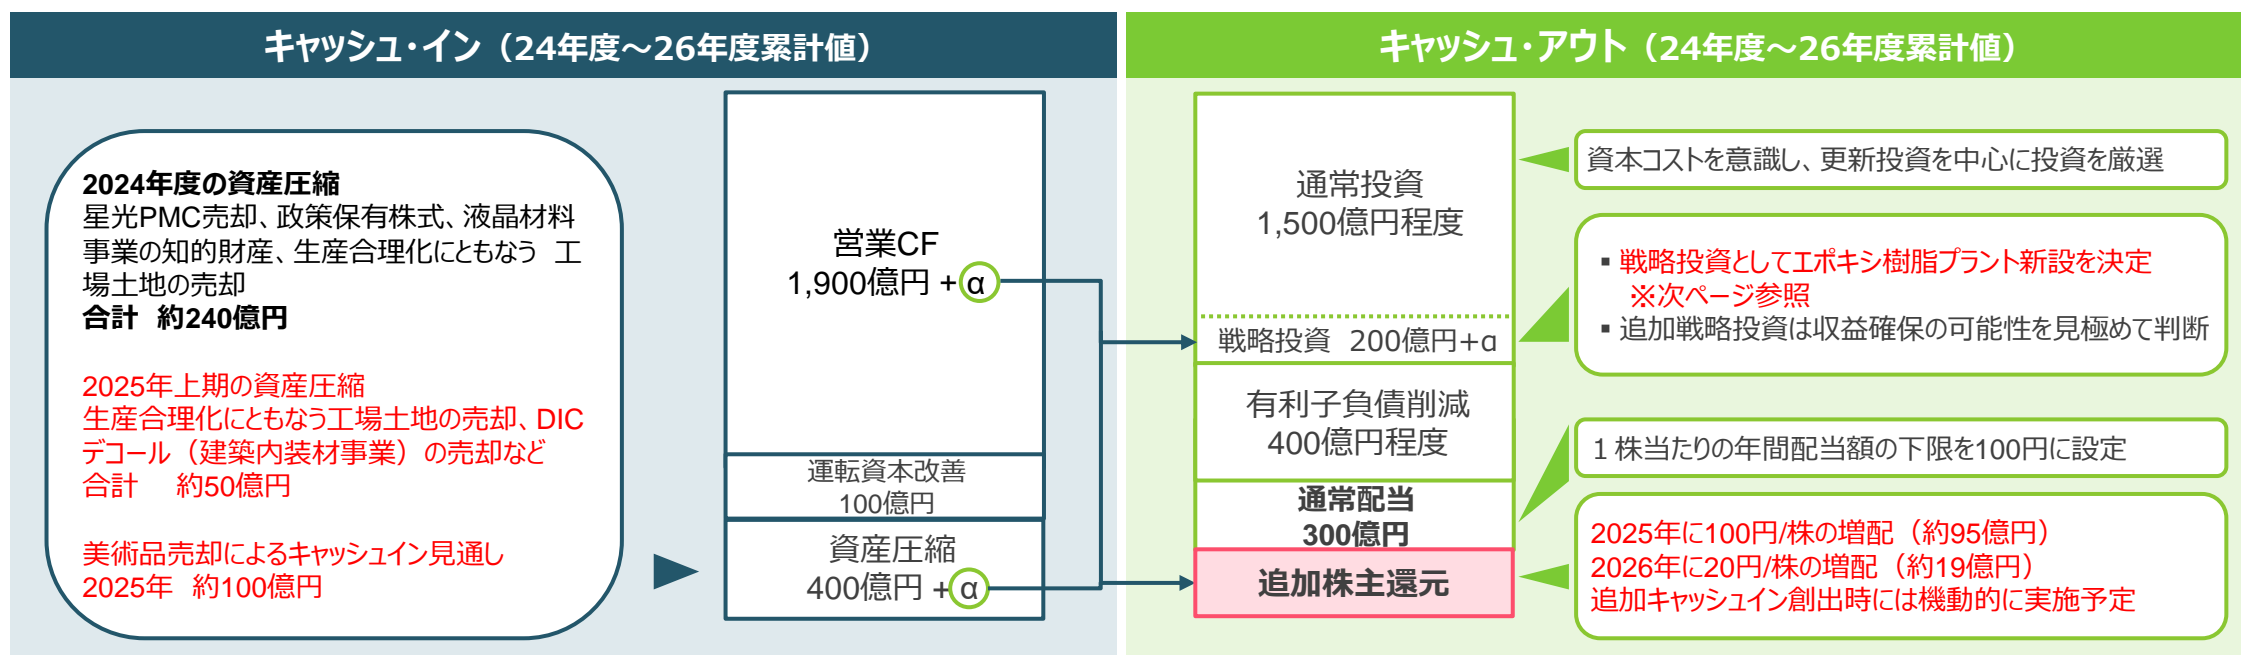 キャッシュ・イン（24年度～26年度累計値）
2024年度の資産圧縮
星光PMC売却、政策保有株式、液晶材料
事業の知的財産、生産合理化にともなう　工
場土地の売却
合計　約240億円
2025年上期の資産圧縮
生産合理化にともなう工場土地の売却、DIC
デコール（建築内装材事業）の売却など
合計　 約50億円
美術品売却によるキャッシュイン見通し
2025年　約100億円
営業CF
1,900億円 + α
運転資本改善
100億円
資産圧縮
400億円 + α
キャッシュ・アウト（24年度～26年度累計値）
通常投資
1,500億円程度
戦略投資　200億円+α
有利子負債削減
400億円程度
通常配当
300億円
追加株主還元
資本コストを意識し、更新投資を中心に投資を厳選
▪ 戦略投資としてエポキシ樹脂プラント新設を決定
※次ページ参照
▪ 追加戦略投資は収益確保の可能性を見極めて判断
１株当たりの年間配当額の下限を100円に設定
2025年に100円/株の増配（約95億円）
2026年に20円/株の増配（約19億円）
追加キャッシュイン創出時には機動的に実施予定